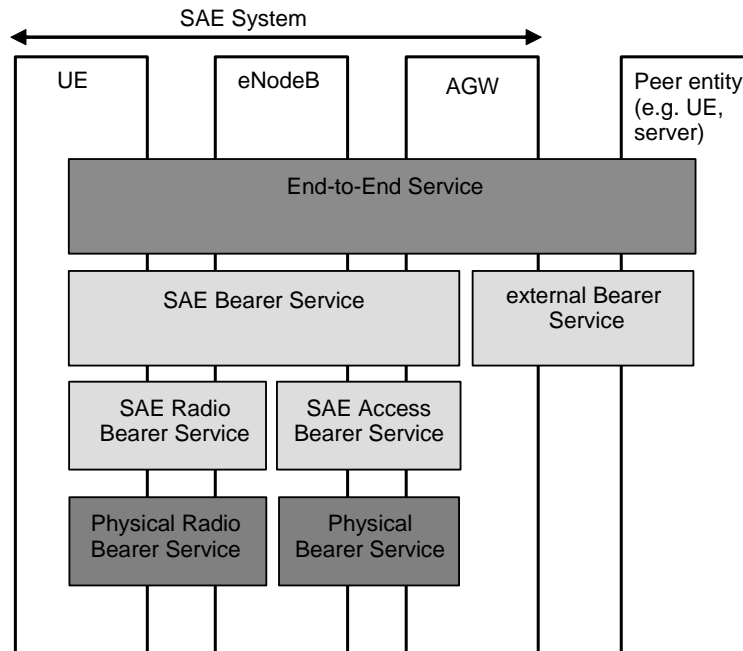 SAE System
UE
eNodeB
AGW
Peer entity
(e.g. UE,
server)
End-to-End Service
SAE Bearer Service
external Bearer
Service
SAE Radio
Bearer Service
SAE Access
Bearer Service
Physical Radio
Bearer Service
Physical
Bearer Service